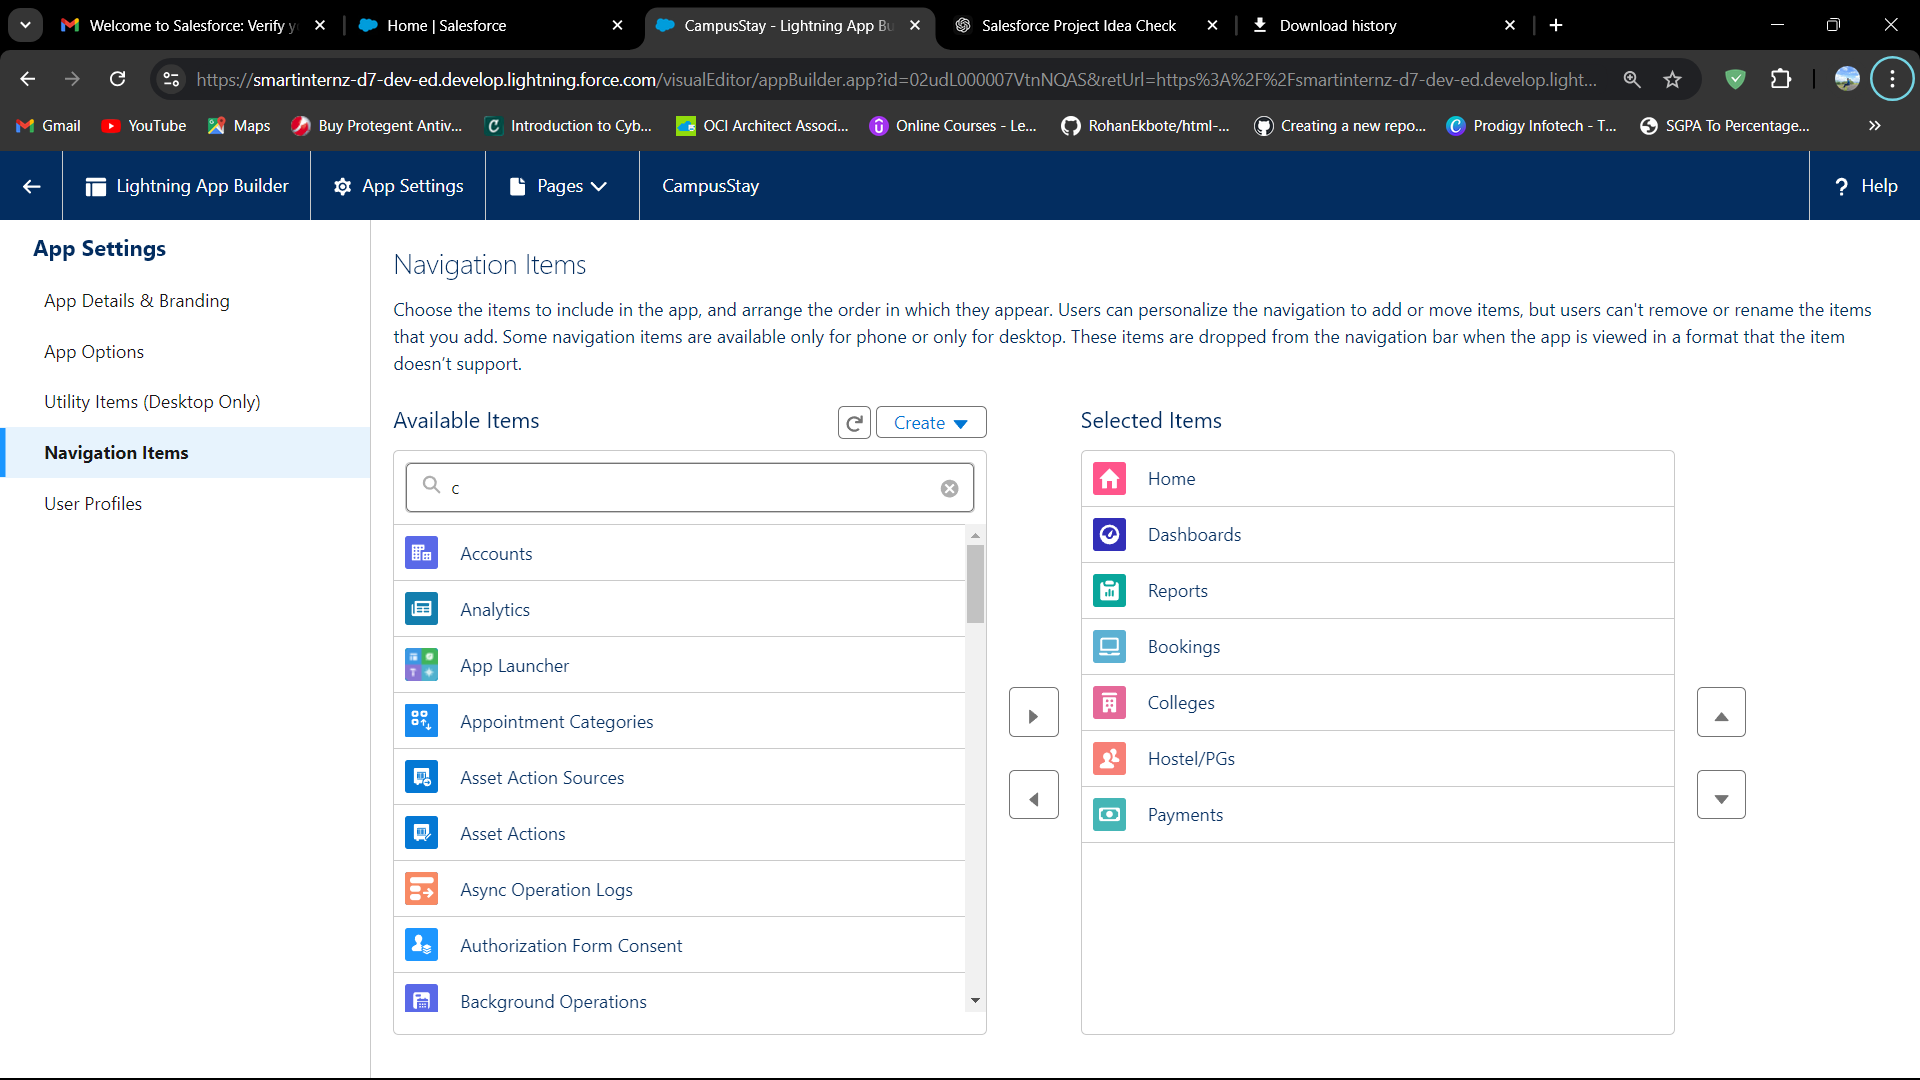 Welcome to Salesforce: Verify y
Home | Salesforce
CampusStay - Lightning App Bu
Salesforce Project Idea Check
Download history
https://smartinternz-d7-dev-ed.develop.lightning.force.com/visualEditor/appBuilder.app?id=02udL000007VtnNQAS&retUrl=https%3A%2F%2Fsmartinternz-d7-dev-ed.develop.light...
Gmail
YouTube
Maps
Buy Protegent Antiv...
Introduction to Cyb...
OCI Architect Associ...
Online Courses - Le...
RohanEkbote/html-...
Creating a new repo...
Prodigy Infotech - T...
SGPA To Percentage...
Lightning App Builder
App Settings
Pages
CampusStay
? Help
App Settings
App Details & Branding
App Options
Utility Items (Desktop Only)
Navigation Items
User Profiles
Navigation Items
Choose the items to include in the app, and arrange the order in which they appear. Users can personalize the navigation to add or move items, but users can't remove or rename the items
that you add. Some navigation items are available only for phone or only for desktop. These items are dropped from the navigation bar when the app is viewed in a format that the item
doesn’t support.
Available Items
Create
c
Accounts
Analytics
App Launcher
Appointment Categories
Asset Action Sources
Asset Actions
Async Operation Logs
Authorization Form Consent
Background Operations
Selected Items
Home
Dashboards
Reports
Bookings
Colleges
Hostel/PGs
Payments